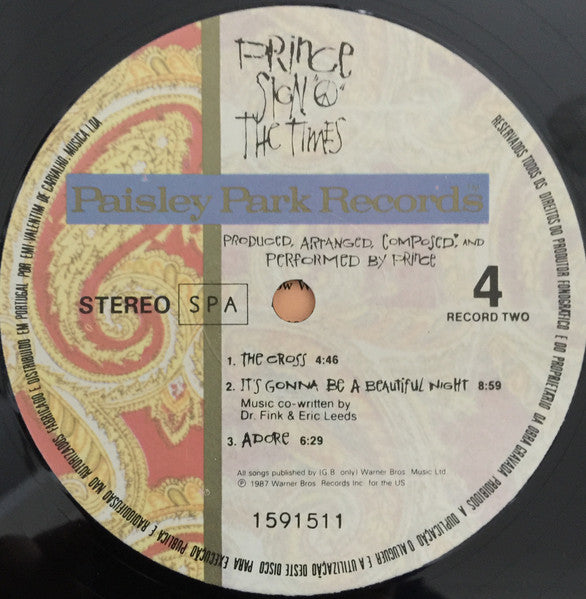 PRINCE
SIGN "☮"
THE TIMES
Paisley Park Records™
PRODUCED, ARRANGED, COMPOSED, AND
PERFORMED BY PRINCE
STEREO SPA
4
RECORD TWO
1. THE CROSS 4:46
2. IT'S GONNA BE A BEAUTIFUL NIGHT 8:59
Music co-written by
Dr. Fink & Eric Leeds
3. ADORE 6:29
All songs published by (G.B. only) Warner Bros. Music Ltd.
℗ 1987 Warner Bros. Records Inc. for the US
1591511
RESERVADOS TODOS OS DIREITOS DO PRODUTOR FONOGRÁFICO E DO PROPRIETÁRIO DA OBRA GRAVADA PROIBIDOS A DUPLICAÇÃO O ALUGUER E A UTILIZAÇÃO DESTE DISCO PARA EXECUÇÃO PÚBLICA E RADIODIFUSÃO NÃO AUTORIZADOS FABRICADO E DISTRIBUIDO EM PORTUGAL POR EMI-VALENTIM DE CARVALHO, MÚSICA LDA